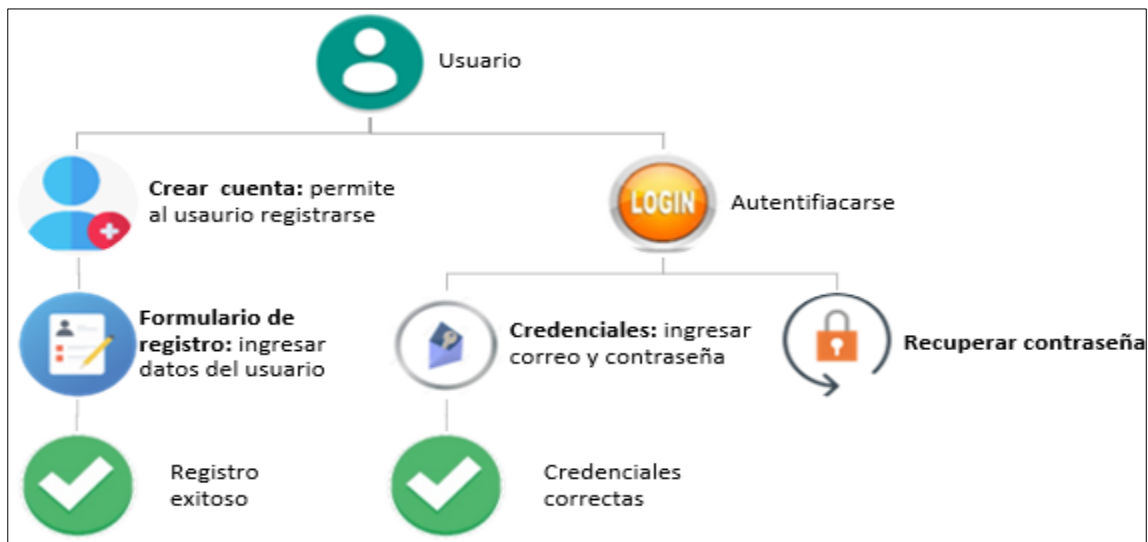 Usuario
Crear cuenta: permite
al usaurio registrarse
LOGIN
Autentifiacarse
Formulario de
registro: ingresar
datos del usuario
Credenciales: ingresar
correo y contraseña
Recuperar contraseña
Registro
exitoso
Credenciales
correctas